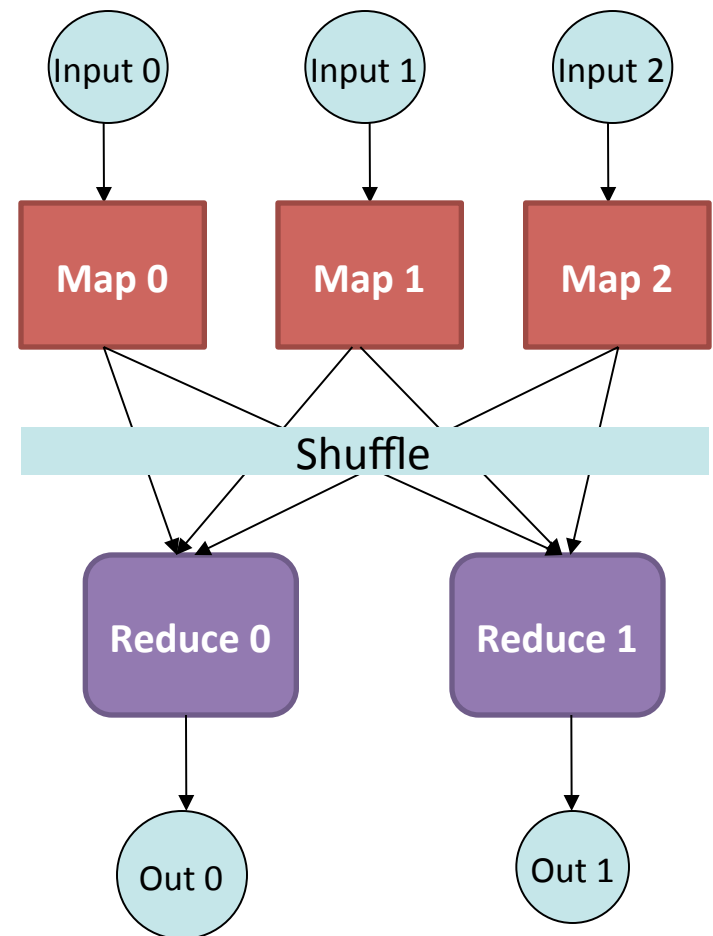 Input 0
Input 1
Input 2
Map 0
Map 1
Map 2
Shuffle
Reduce 0
Reduce 1
Out 0
Out 1